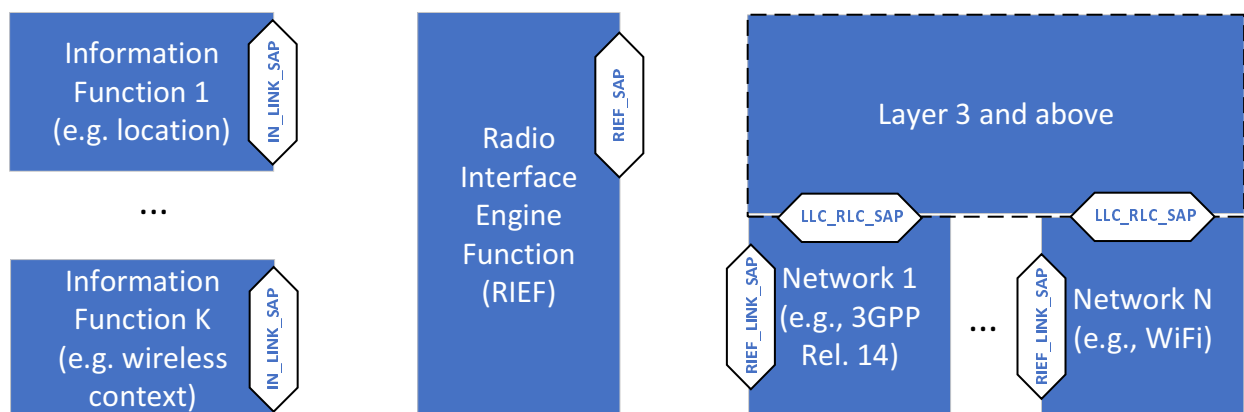 Information
Function 1
(e.g. location)
IN_LINK_SAP
...
Information
Function K
(e.g. wireless
context)
IN_LINK_SAP
Radio
Interface
Engine
Function
(RIEF)
RIEF_SAP
Layer 3 and above
LLC_RLC_SAP
LLC_RLC_SAP
RIEF_LINK_SAP
Network 1
(e.g., 3GPP
Rel. 14)
...
RIEF_LINK_SAP
Network N
(e.g., WiFi)